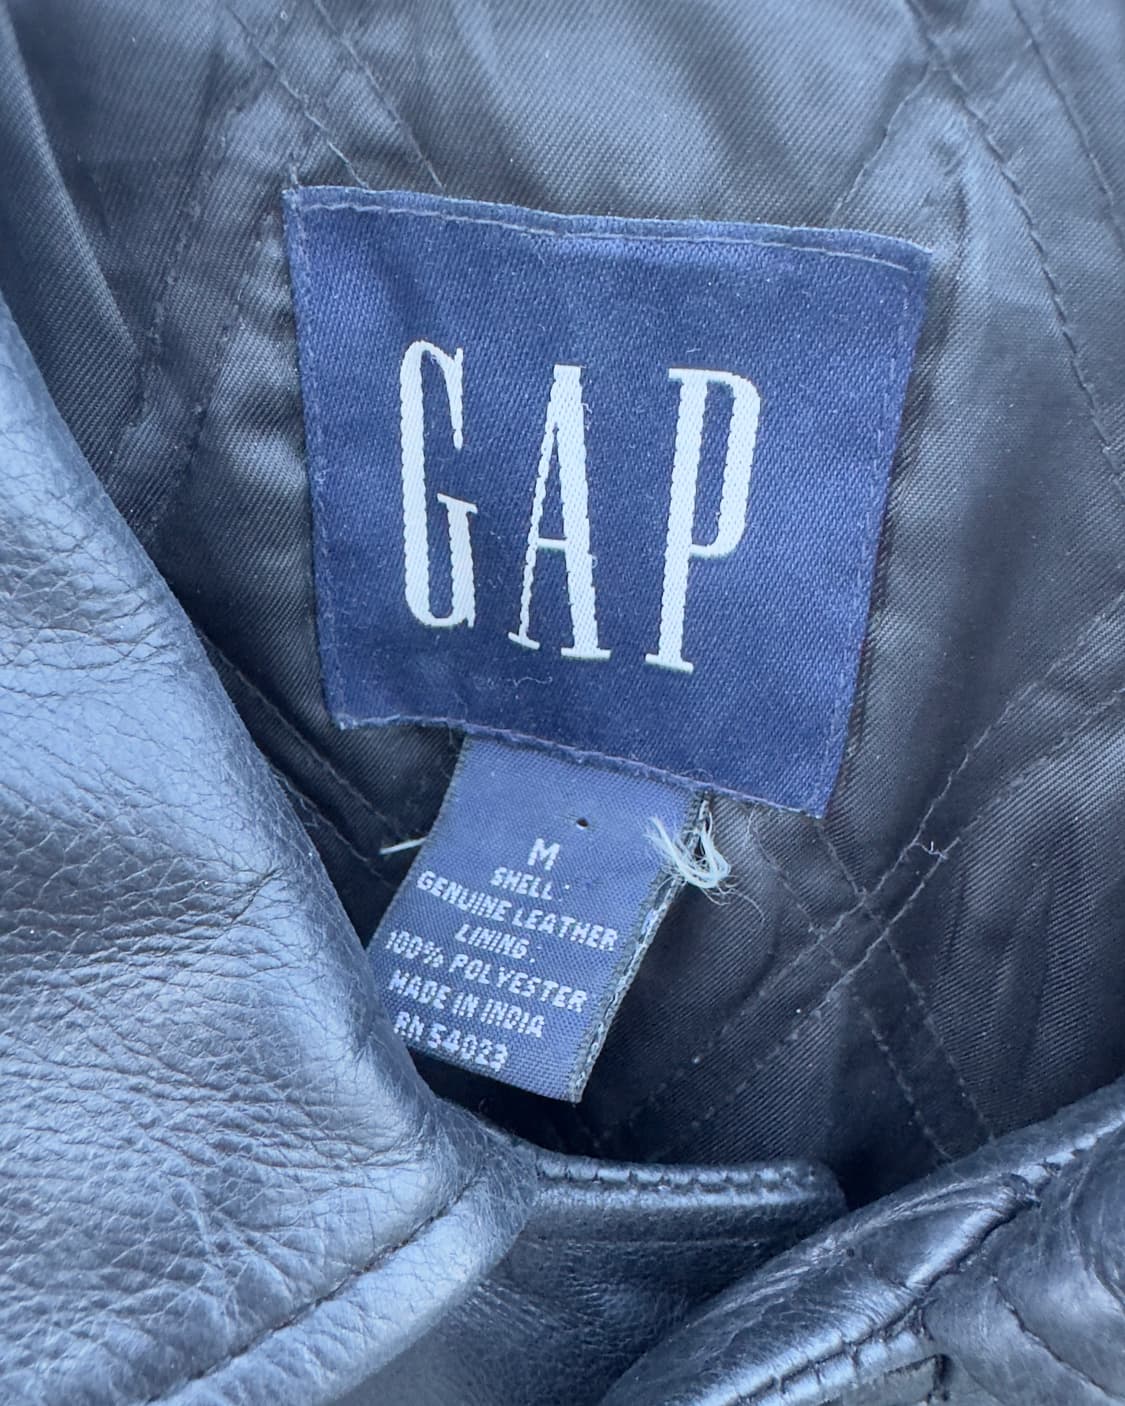 GAP
M
SHELL:
GENUINE LEATHER
LINING:
100% POLYESTER
MADE IN INDIA
RN 54023